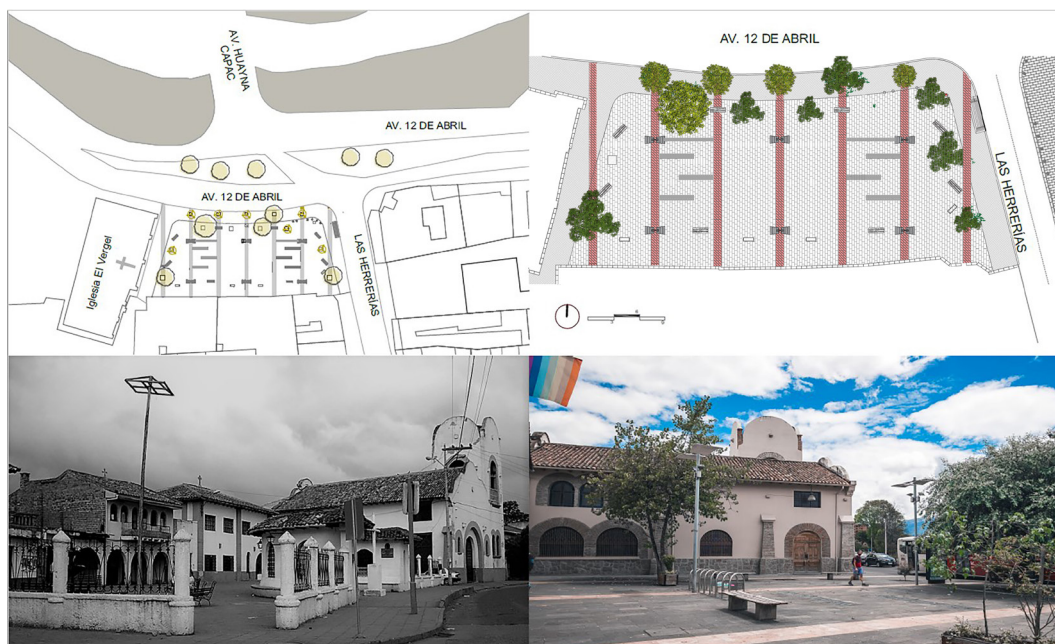 AV. HUAYNA
CAPAC
AV. 12 DE ABRIL
AV. 12 DE ABRIL
Iglesia El Vergel
LAS HERRERÍAS
AV. 12 DE ABRIL
LAS HERRERÍAS